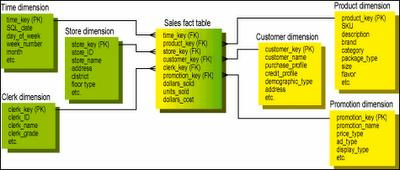 Time dimension
time_key (PK)
SQL_date
day_of_week
week_number
month
etc
Store dimension
store_key (PK)
store_ID
store_name
address
district
floor type
etc.
Clerk dimension
clerk_key (PK)
clerk_ID
clerk_name
clerk_grade
etc.
Sales fact table
time_key (FK)
product_key (FK)
store_key (FK)
customer_key (FK)
clerk_key (FK)
promotion_key (FK)
dollars_sold
units_sold
dollars_cost
Customer dimension
customer_key (PK)
customer_name
purchase_profile
credit_profile
demographic_type
address
etc.
Product dimension
product_key (PK)
SKU
description
brand
category
package_type
size
flavor
etc.
Promotion dimension
promotion_key (PK)
promotion_name
price_type
ad_type
display_type
etc.